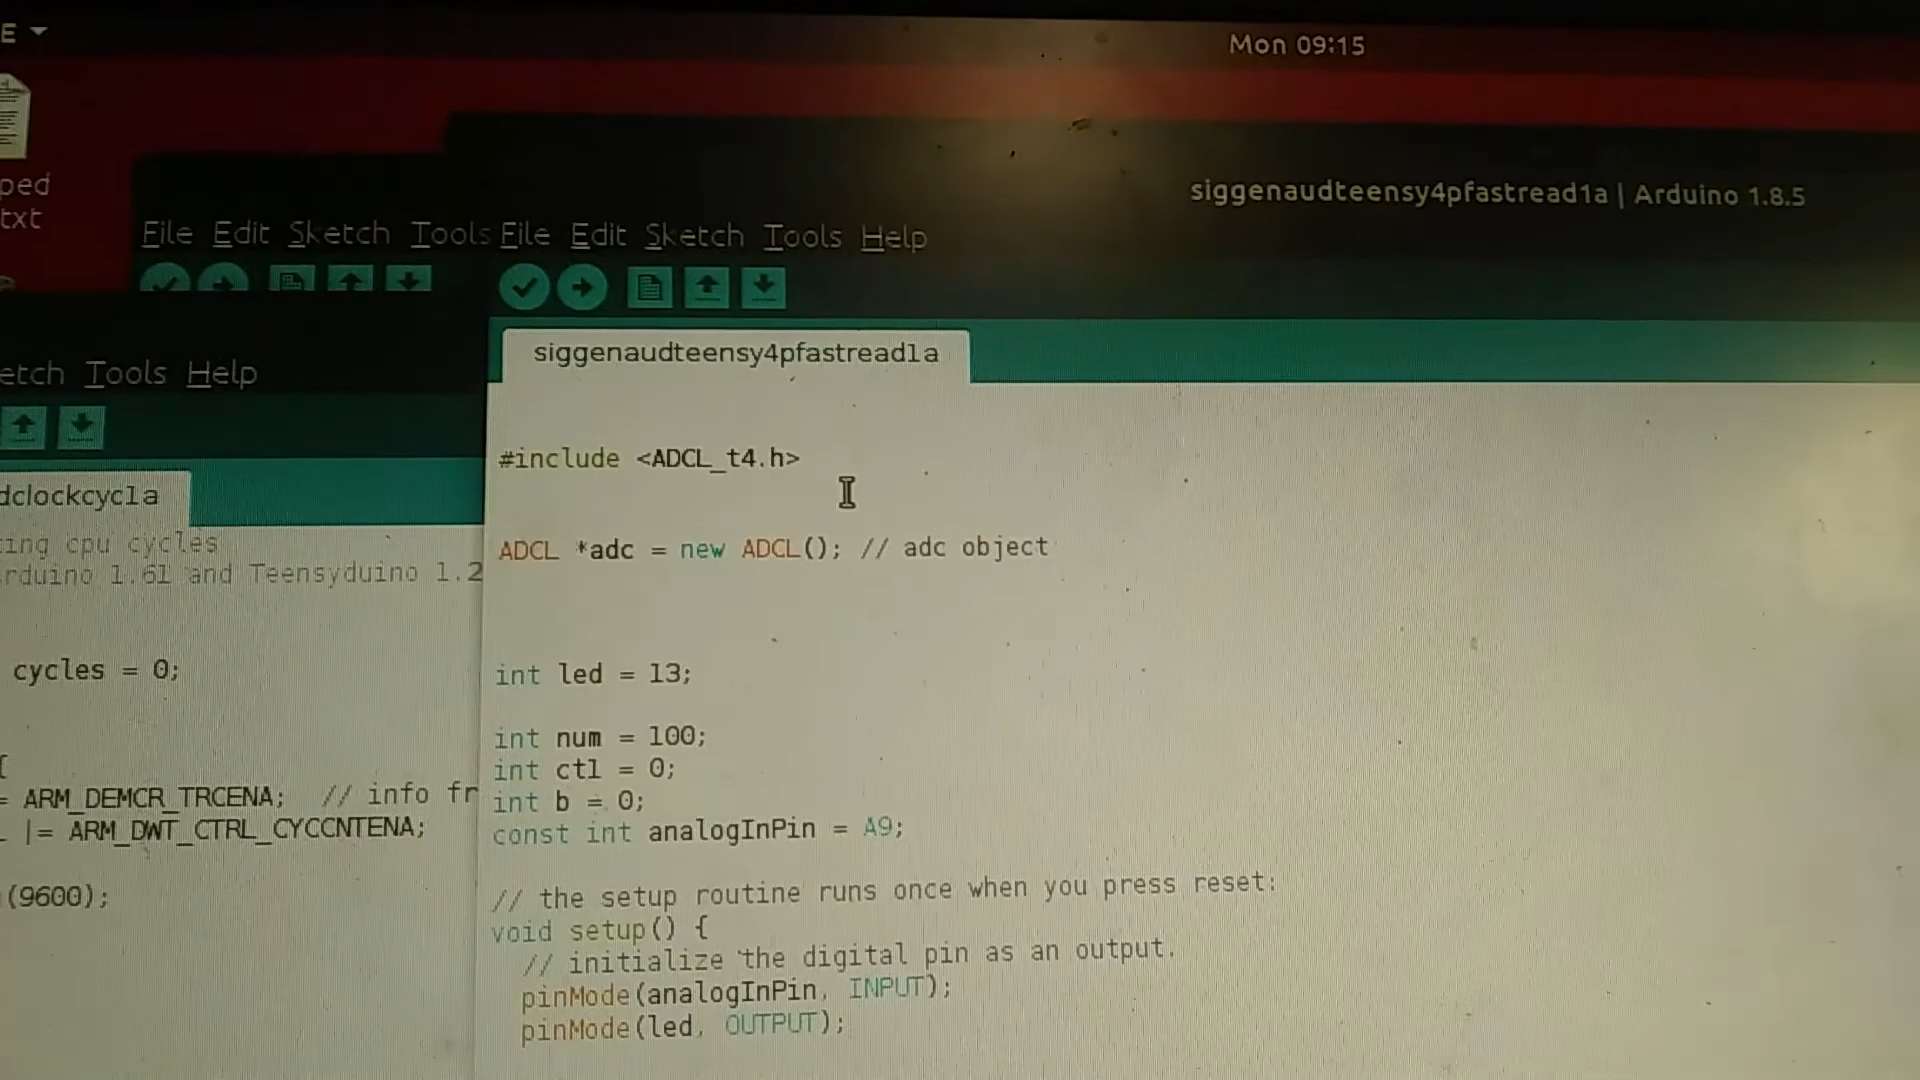 E
Mon 09:15
ped
txt
siggenaudteensy4pfastread1a | Arduino 1.8.5
File Edit Sketch Tools
File Edit Sketch Tools Help
etch Tools Help
siggenaudteensy4pfastread1a
dclockcyc1a
ing cpu cycles
rduino 1.61 and Teensyduino 1.2
cycles = 0;
{
= ARM_DEMCR_TRCENA; // info fr
|= ARM_DWT_CTRL_CYCCNTENA;
(9600);
#include <ADCL_t4.h>
ADCL *adc = new ADCL(); // adc object
int led = 13;
int num = 100;
int ctl = 0;
int b = 0;
const int analogInPin = A9;
// the setup routine runs once when you press reset:
void setup() {
// initialize the digital pin as an output.
pinMode(analogInPin, INPUT);
pinMode(led, OUTPUT);